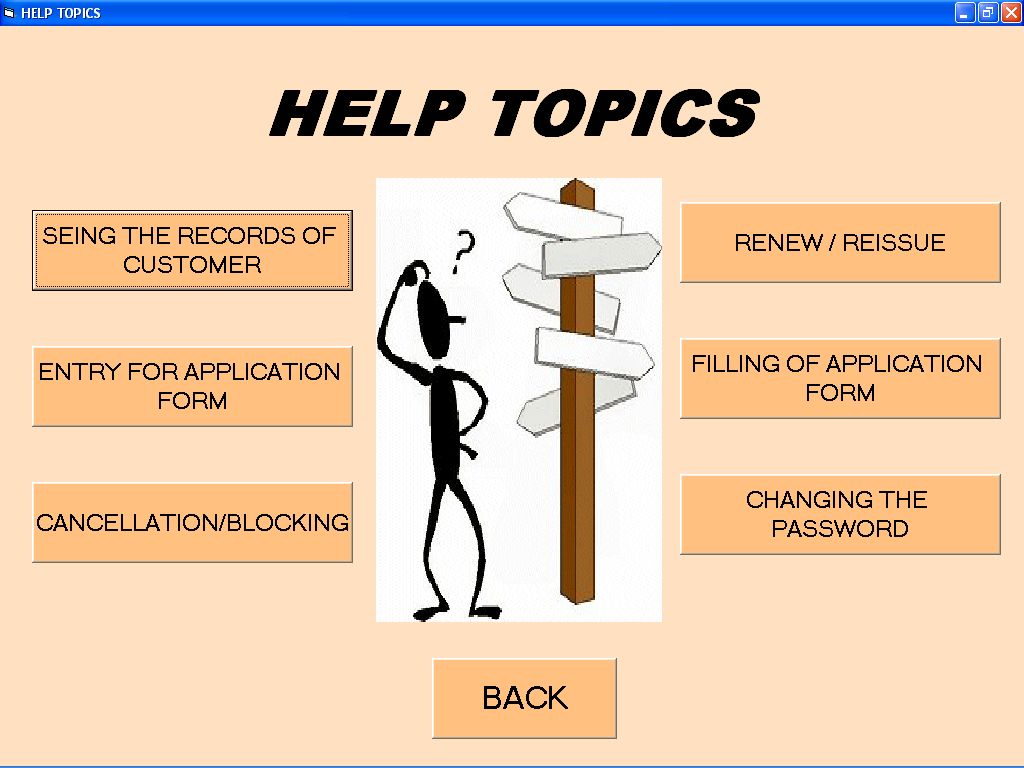 HELP TOPICS
HELP TOPICS
SEING THE RECORDS OF
CUSTOMER
ENTRY FOR APPLICATION
FORM
CANCELLATION/BLOCKING
?
RENEW / REISSUE
FILLING OF APPLICATION
FORM
CHANGING THE
PASSWORD
BACK